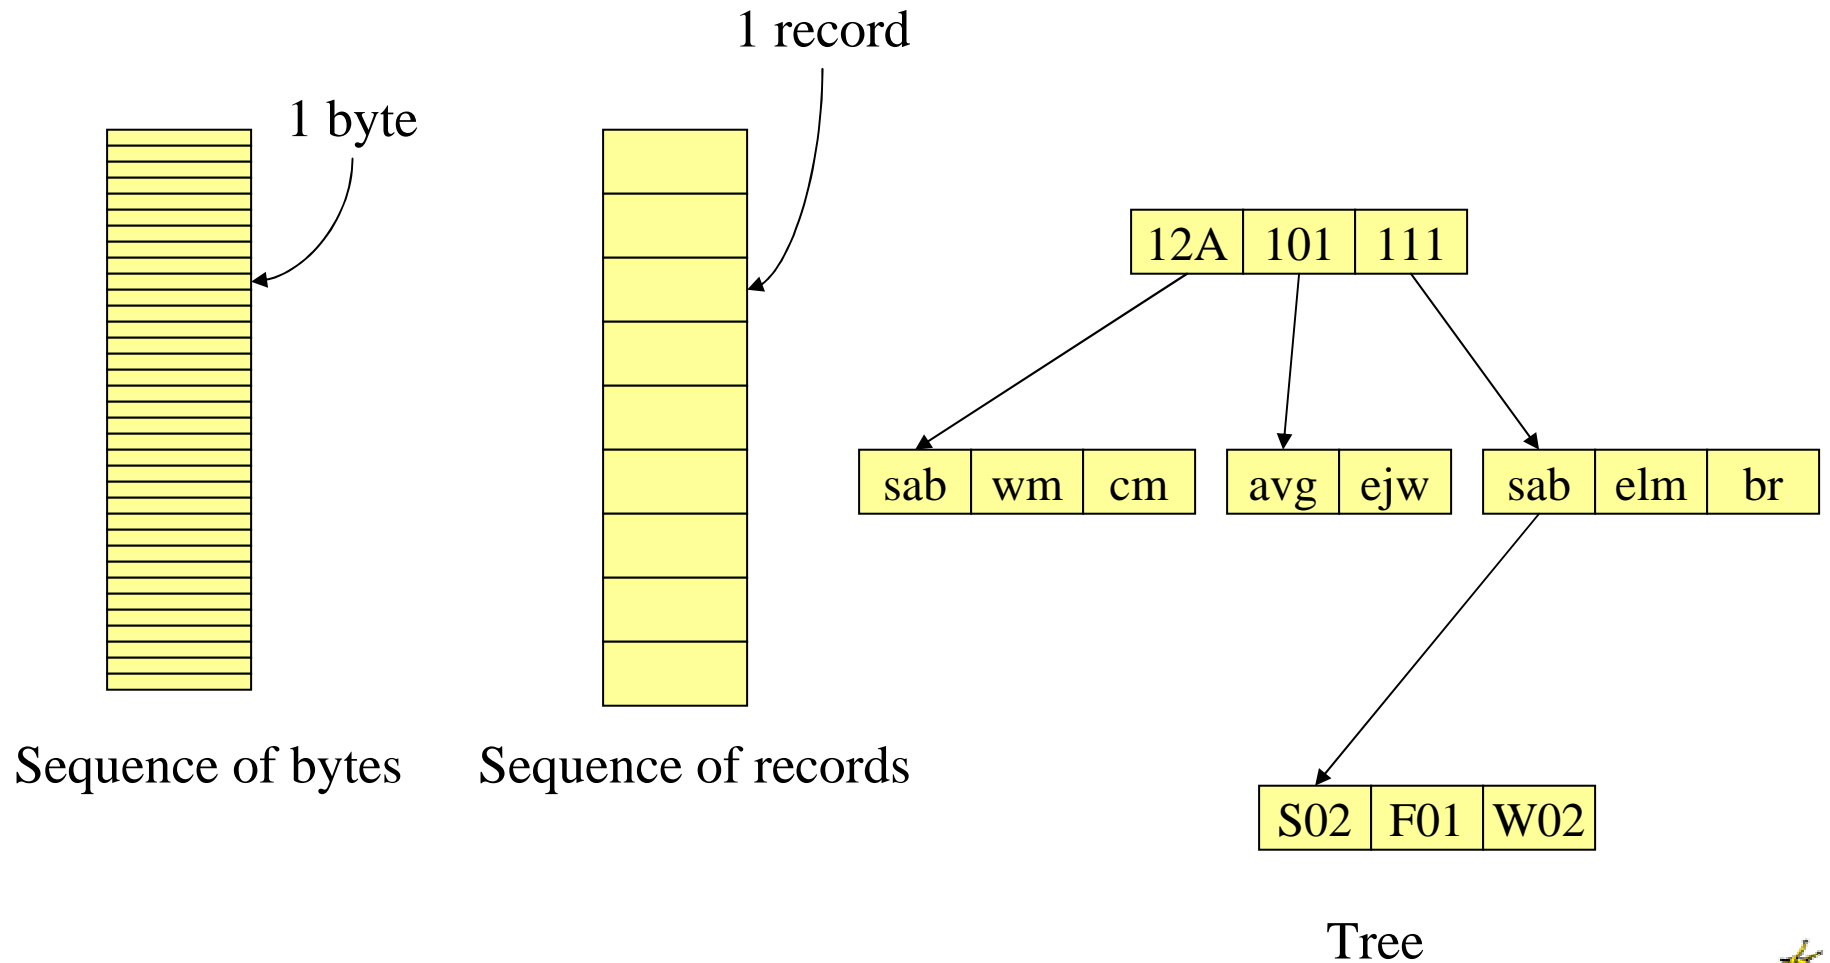 1 record
1 byte
12A 101 111
sab wm cm avg ejw sab elm br
Sequence of bytes Sequence of records
S02 F01 W02
Tree